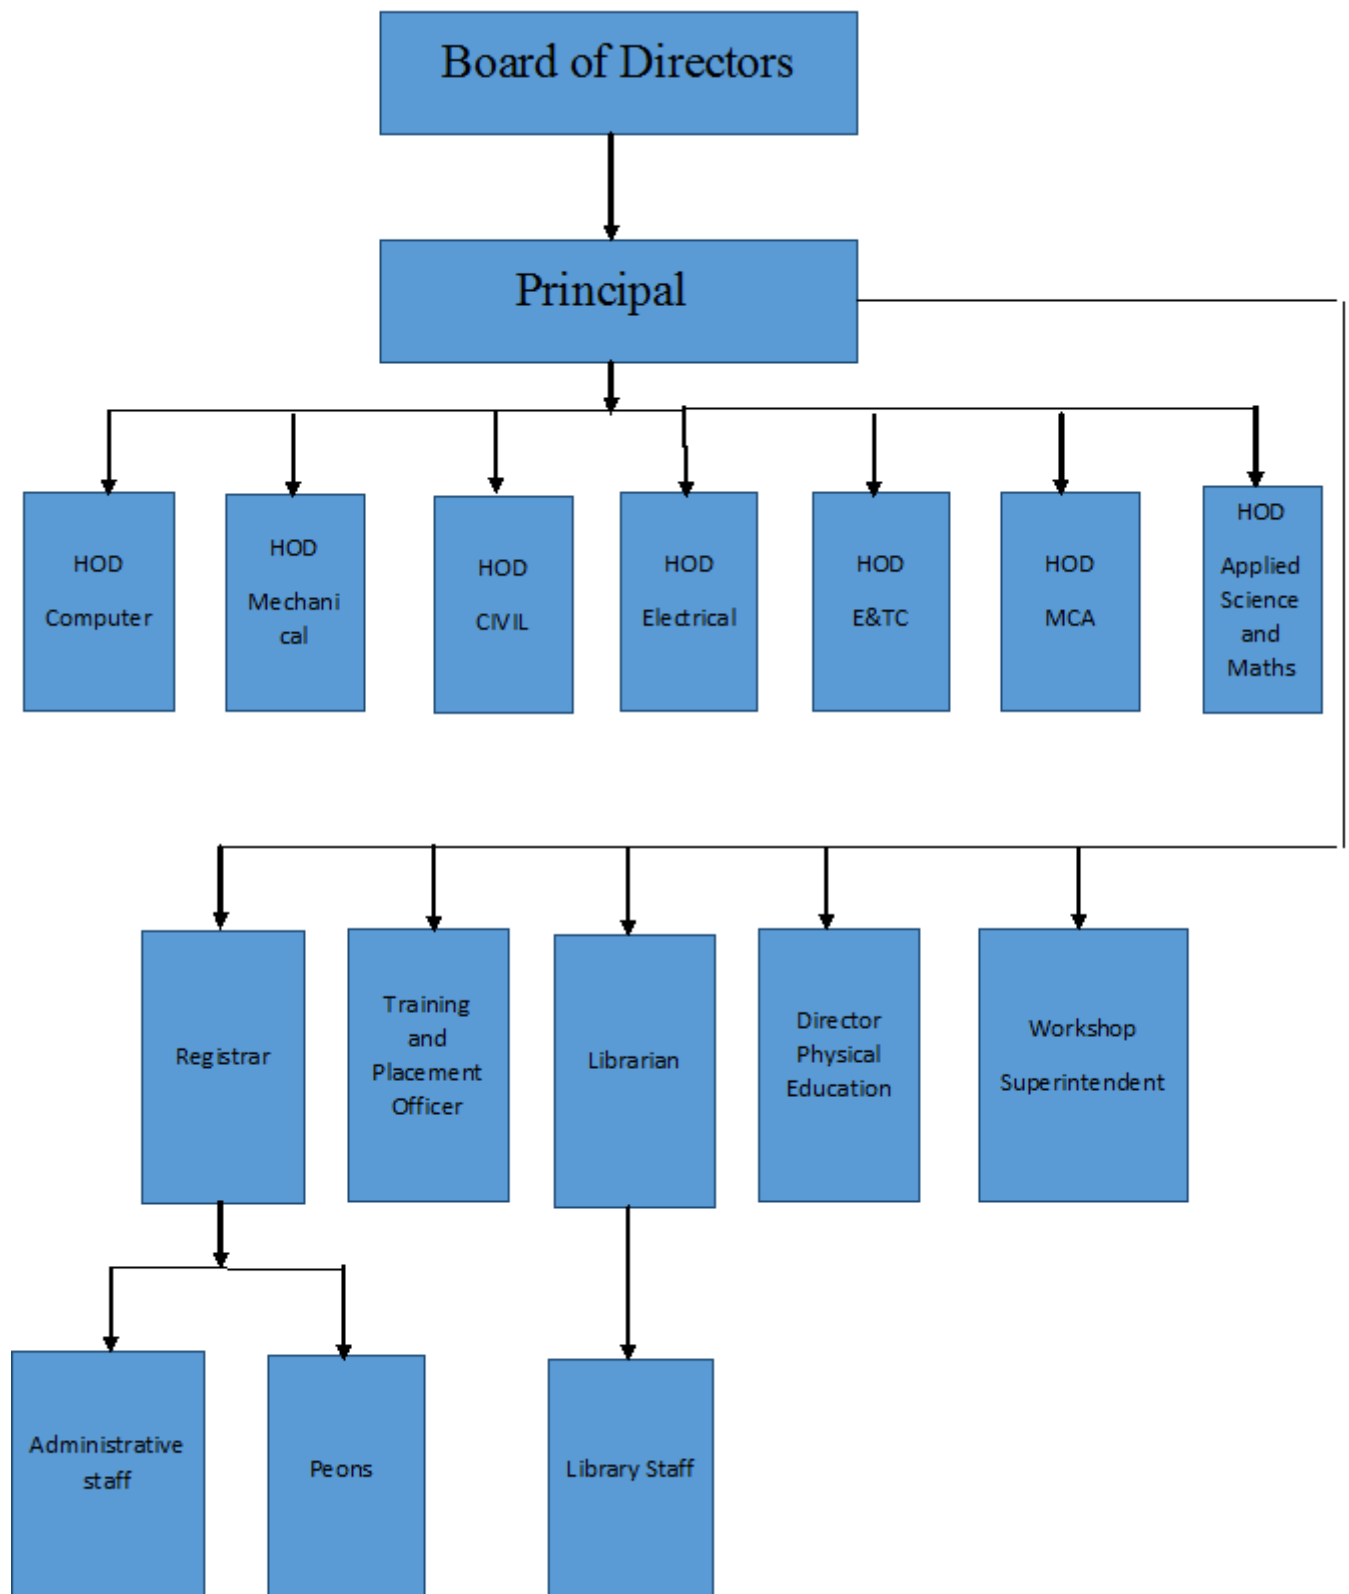 Board of Directors
Principal
HOD
Computer
HOD
Mechani
cal
HOD
CIVIL
HOD
Electrical
HOD
E&TC
HOD
MCA
HOD
Applied
Science
and
Maths
Registrar
Training
and
Placement
Officer
Librarian
Director
Physical
Education
Workshop
Superintendent
Administrative
staff
Peons
Library Staff